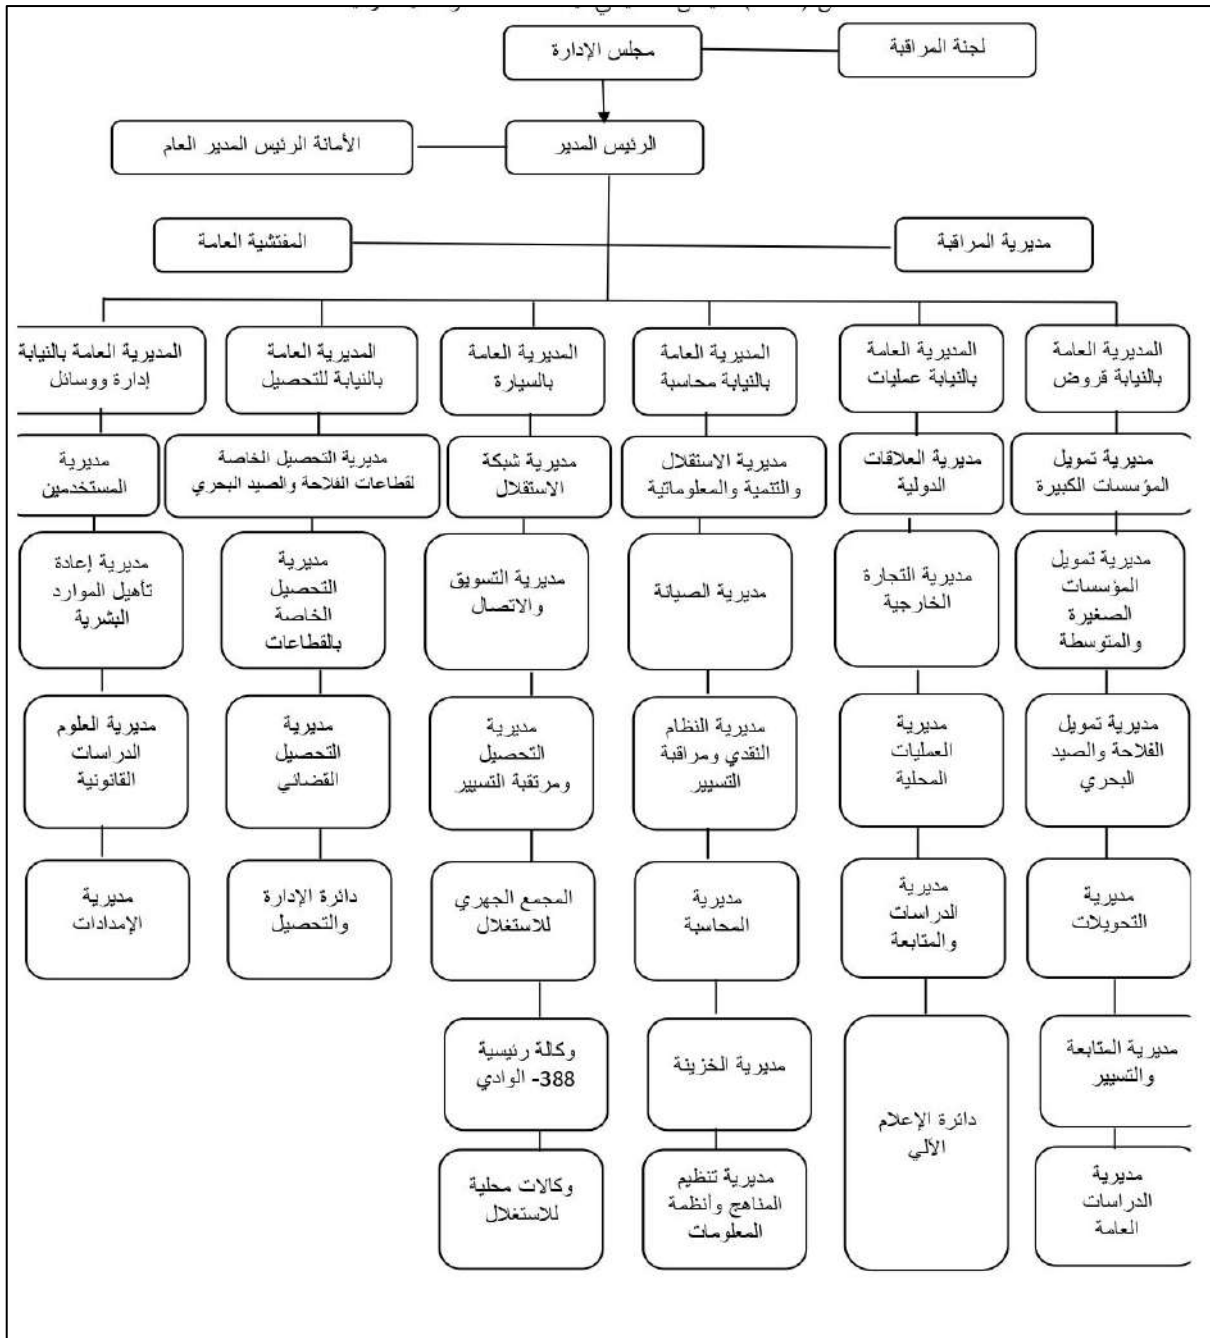 لجنة المراقبة
مجلس الإدارة
الرئيس المدير
الأمانة الرئيس المدير العام
مديرية المراقبة
المفتشية العامة
المديرية العامة
بالنيابة قروض
المديرية العامة
بالنيابة عمليات
المديرية العامة
بالنيابة محاسبة
المديرية العامة
بالسيارة
المديرية العامة
بالنيابة للتحصيل
المديرية العامة بالنيابة
إدارة ووسائل
مديرية تمويل
المؤسسات الكبيرة
مديرية العلاقات
الدولية
مديرية الاستقلال
والتنمية والمعلوماتية
مديرية شبكة
الاستقلال
مديرية التحصيل الخاصة
لقطاعات الفلاحة والصيد البحري
مديرية
المستخدمين
مديرية تمويل
المؤسسات
الصغيرة
والمتوسطة
مديرية التجارة
الخارجية
مديرية الصيانة
مديرية التسويق
والاتصال
مديرية
التحصيل
الخاصة
بالقطاعات
مديرية إعادة
تأهيل الموارد
البشرية
مديرية تمويل
الفلاحة والصيد
البحري
مديرية
العمليات
المحلية
مديرية النظام
النقدي ومراقبة
التسيير
مديرية
التحصيل
ومرتقبة التسيير
مديرية
التحصيل
القضائي
مديرية العلوم
الدراسات
القانونية
مديرية
التحويلات
مديرية
الدراسات
والمتابعة
مديرية
المحاسبة
المجمع الجهري
للاستغلال
دائرة الإدارة
والتحصيل
مديرية
الإمدادات
مديرية المتابعة
والتسيير
دائرة الإعلام
الآلي
مديرية الخزينة
وكالة رئيسية
388- الوادي
مديرية
الدراسات
العامة
مديرية تنظيم
المناهج وأنظمة
المعلومات
وكالات محلية
للاستغلال